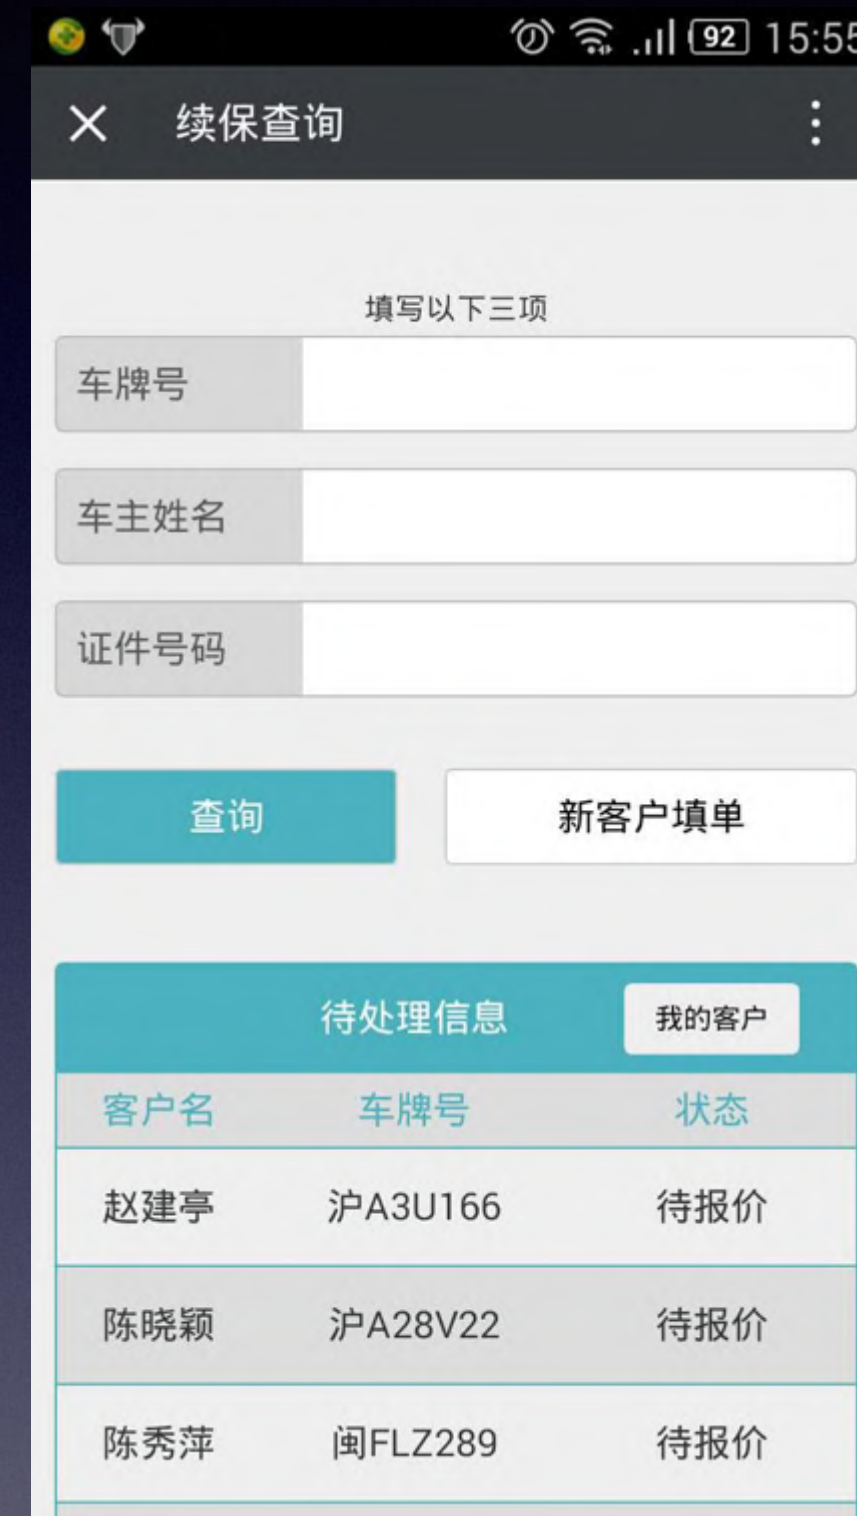 92 15:55
续保查询
填写以下三项
车牌号
车主姓名
证件号码
查询 新客户填单
待处理信息 我的客户
客户名 车牌号 状态
赵建亭 沪A3U166 待报价
陈晓颖 沪A28V22 待报价
陈秀萍 闽FLZ289 待报价